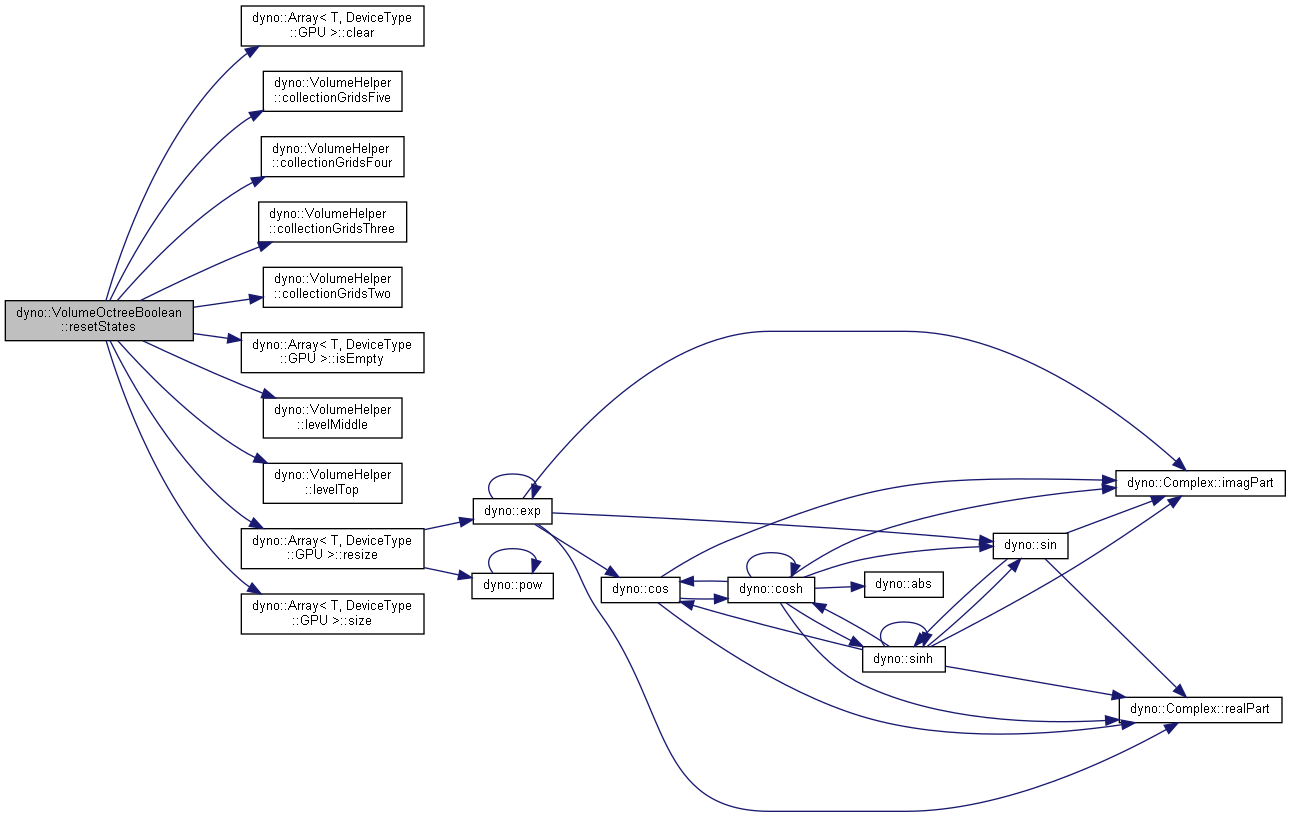 dyno::Array< T, DeviceType
::GPU >::clear
dyno::VolumeHelper
::collectionGridsFive
dyno::VolumeHelper
::collectionGridsFour
dyno::VolumeHelper
::collectionGridsThree
dyno::VolumeHelper
::collectionGridsTwo
dyno::VolumeOctreeBoolean
::resetStates
dyno::Array< T, DeviceType
::GPU >::isEmpty
dyno::VolumeHelper
::levelMiddle
dyno::VolumeHelper
::levelTop
dyno::Array< T, DeviceType
::GPU >::resize
dyno::Array< T, DeviceType
::GPU >::size
dyno::exp
dyno::pow
dyno::cos
dyno::cosh
dyno::abs
dyno::sinh
dyno::sin
dyno::Complex::imagPart
dyno::Complex::realPart